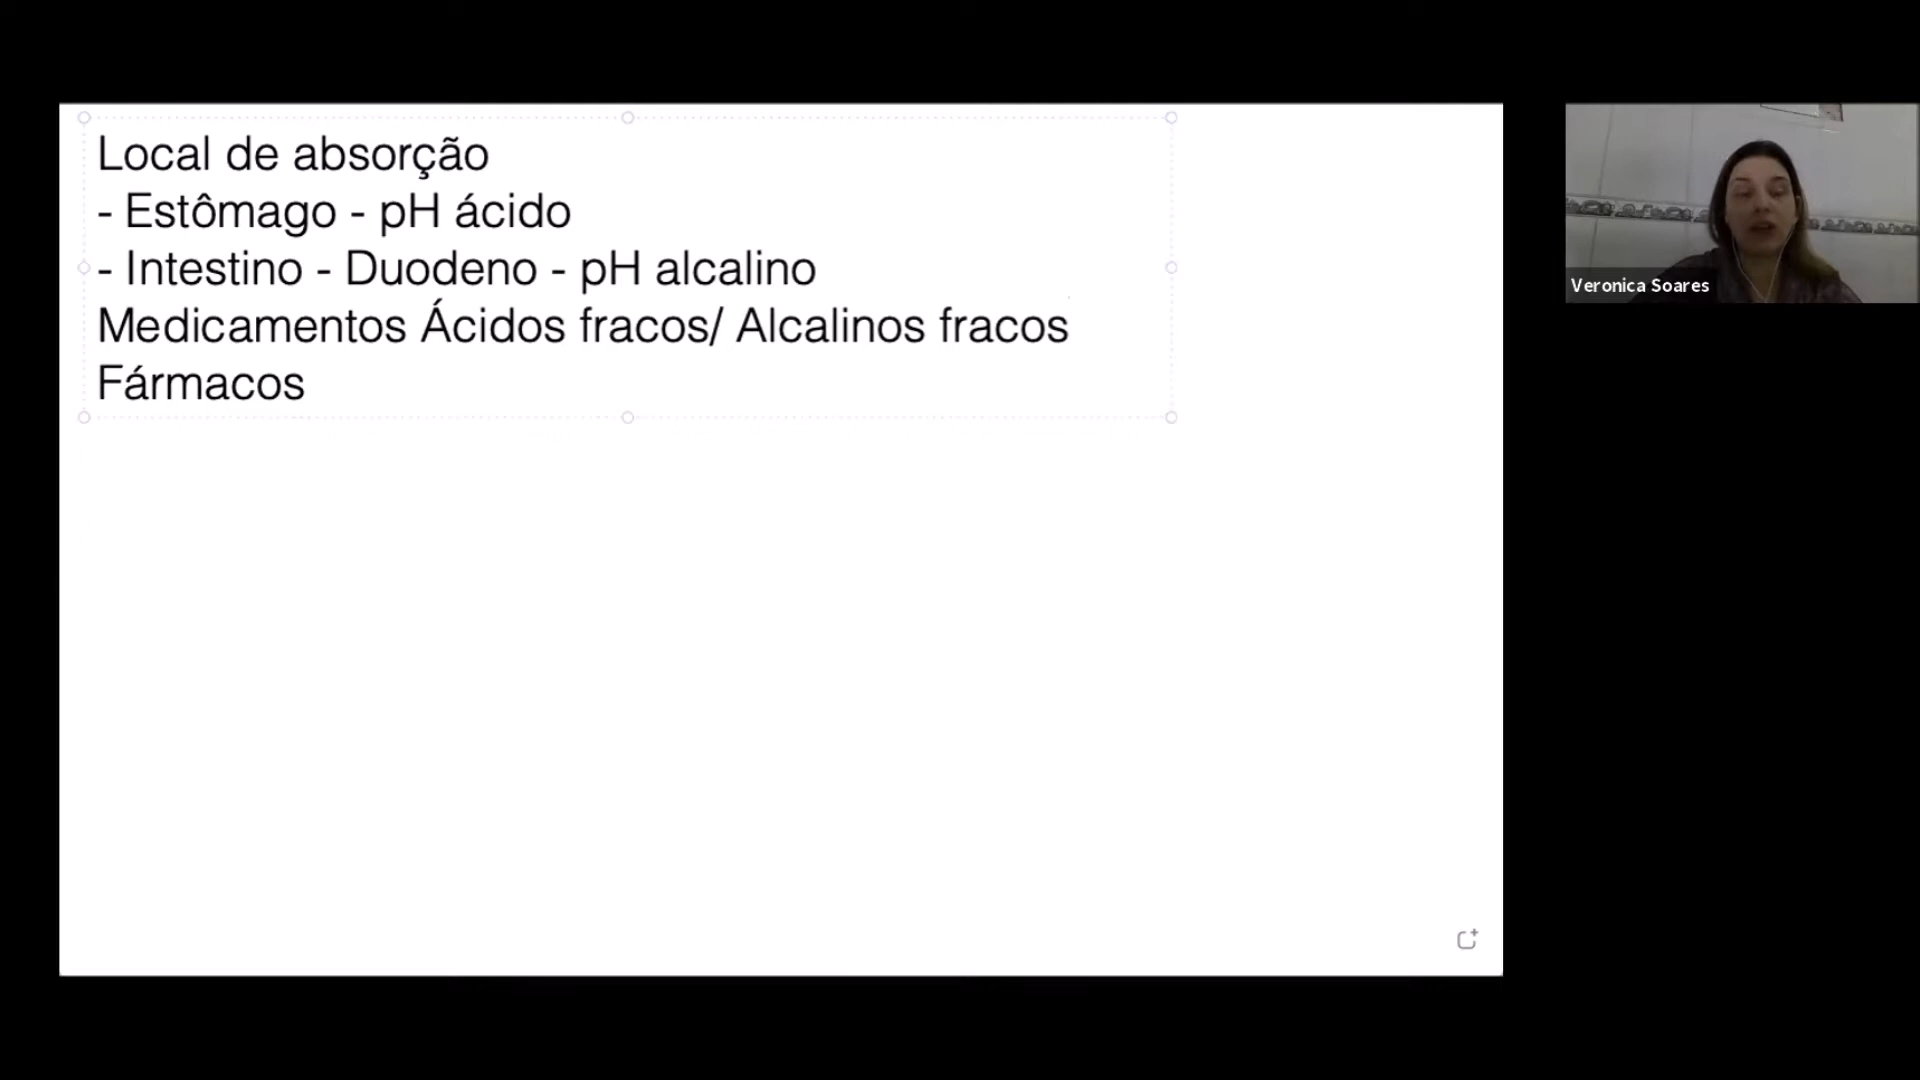 Local de absorção
- Estômago - pH ácido
- Intestino - Duodeno - pH alcalino
Medicamentos Ácidos fracos/ Alcalinos fracos
Fármacos
Veronica Soares